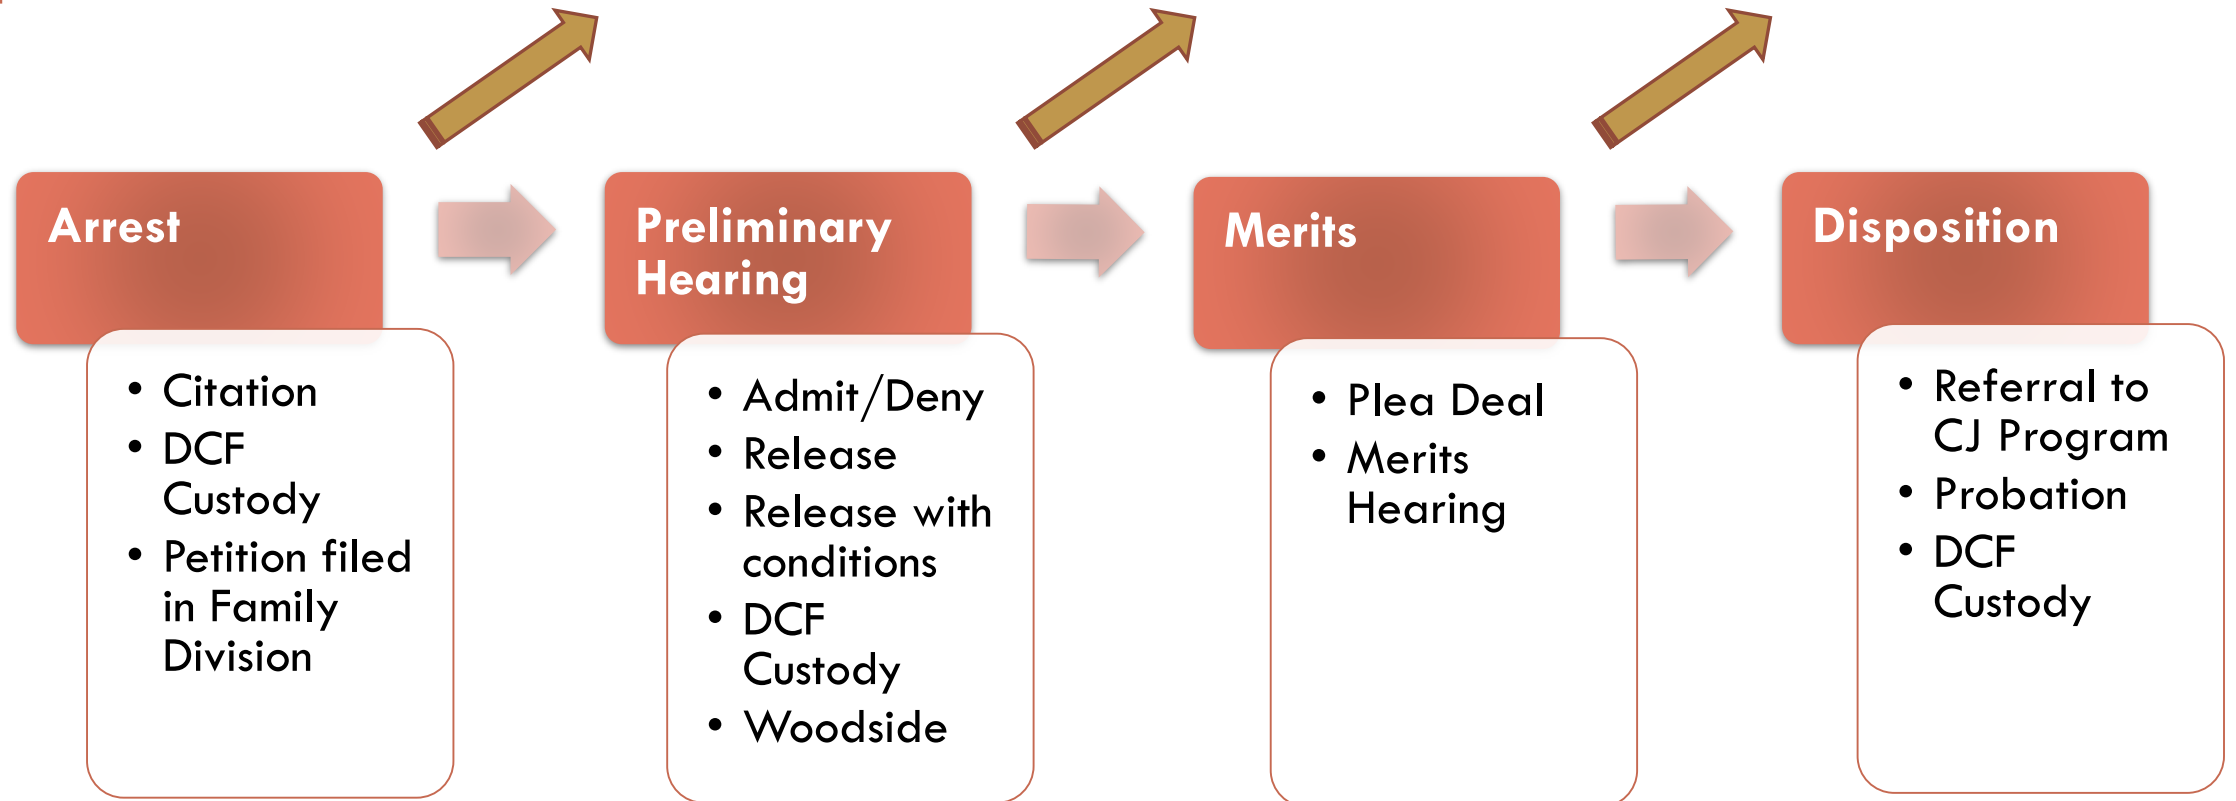 Arrest
• Citation
• DCF
Custody
• Petition filed
in Family
Division
Preliminary
Hearing
• Admit/Deny
• Release
• Release with
conditions
• DCF
Custody
• Woodside
Merits
• Plea Deal
• Merits
Hearing
Disposition
• Referral to
CJ Program
• Probation
• DCF
Custody